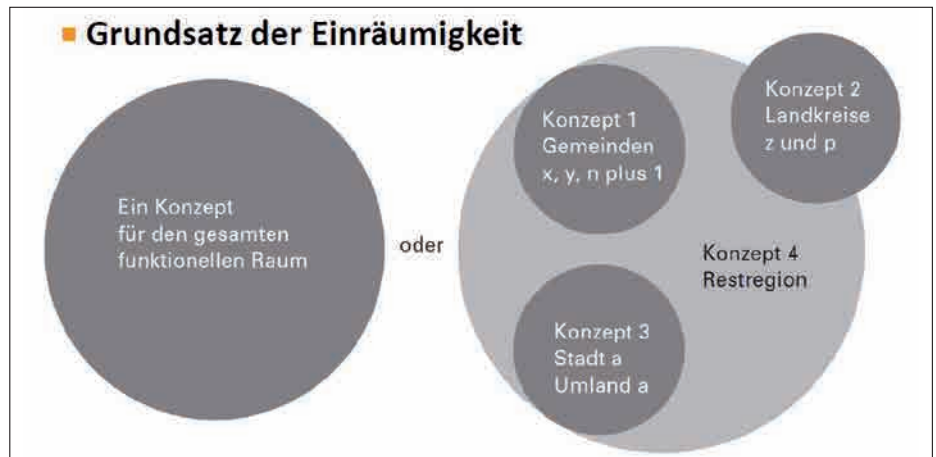 Grundsatz der Einräumigkeit
Ein Konzept
für den gesamten
funktionellen Raum
oder
Konzept 1
Gemeinden
x, y, n plus 1
Konzept 2
Landkreise
z und p
Konzept 3
Stadt a
Umland a
Konzept 4
Restregion